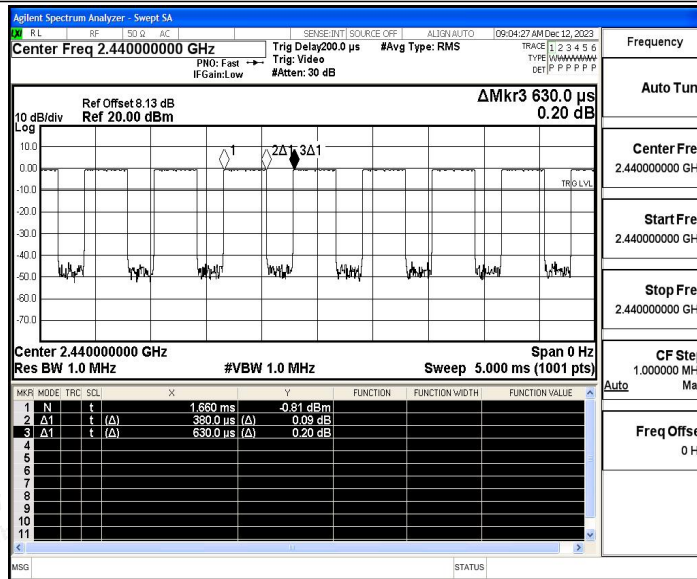 Agilent Spectrum Analyzer - Swept SA
LXI RL RF 50 Ω AC SENSE:INT SOURCE OFF ALIGN AUTO 09:04:27 AM Dec 12, 2023
Center Freq 2.440000000 GHz
PNO: Fast
IFGain:Low
Trig Delay200.0 µs
Trig: Video
#Atten: 30 dB
#Avg Type: RMS
TRACE 1 2 3 4 5 6
TYPE WWWWWW
DET P P P P P P
Ref Offset 8.13 dB
10 dB/div Ref 20.00 dBm
Log
ΔMkr3 630.0 µs
0.20 dB
10.0
0.00
-10.0
-20.0
-30.0
-40.0
-50.0
-60.0
-70.0
1
2Δ1
3Δ1
TRIG LVL
Center 2.440000000 GHz Span 0 Hz
Res BW 1.0 MHz #VBW 1.0 MHz Sweep 5.000 ms (1001 pts)
MKR MODE TRC SCL X Y FUNCTION FUNCTION WIDTH FUNCTION VALUE
1 N t 1.660 ms -0.81 dBm
2 Δ1 t (Δ) 380.0 µs (Δ) 0.09 dB
3 Δ1 t (Δ) 630.0 µs (Δ) 0.20 dB
4
5
6
7
8
9
10
11
MSG STATUS
Frequency
Auto Tun
Center Fre
2.440000000 GH
Start Fre
2.440000000 GH
Stop Fre
2.440000000 GH
CF Ste
1.000000 MH
Auto Ma
Freq Offse
0 H